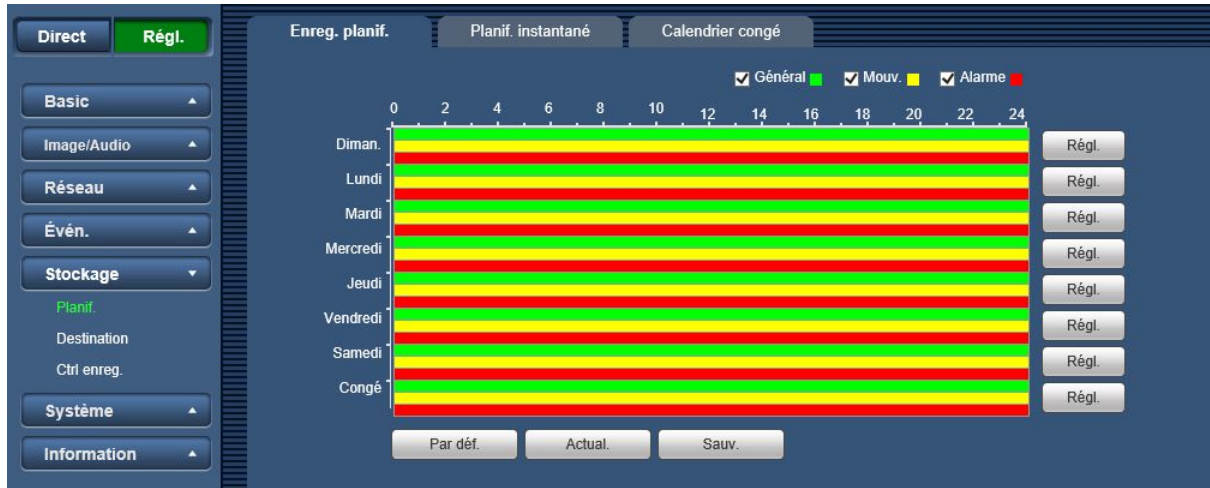 Direct Régl.
Enreg. planif. Planif. instantané Calendrier congé
Général Mouv. Alarme
Basic
Image/Audio
Réseau
Évén.
Stockage
Planif.
Destination
Ctrl enreg.
Système
Information
0 2 4 6 8 10 12 14 16 18 20 22 24
Diman. Régl.
Lundi Régl.
Mardi Régl.
Mercredi Régl.
Jeudi Régl.
Vendredi Régl.
Samedi Régl.
Congé Régl.
Par déf. Actual. Sauv.